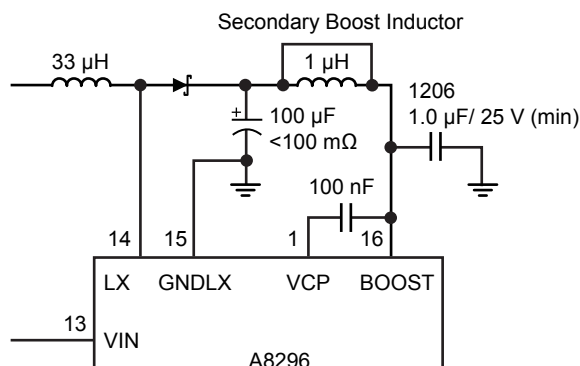 Secondary Boost Inductor
33 µH
1 µH
1206
1.0 µF/ 25 V (min)
+
100 µF
<100 mΩ
100 nF
14
15
1
16
LX
GNDLX
VCP
BOOST
13
VIN
A8296